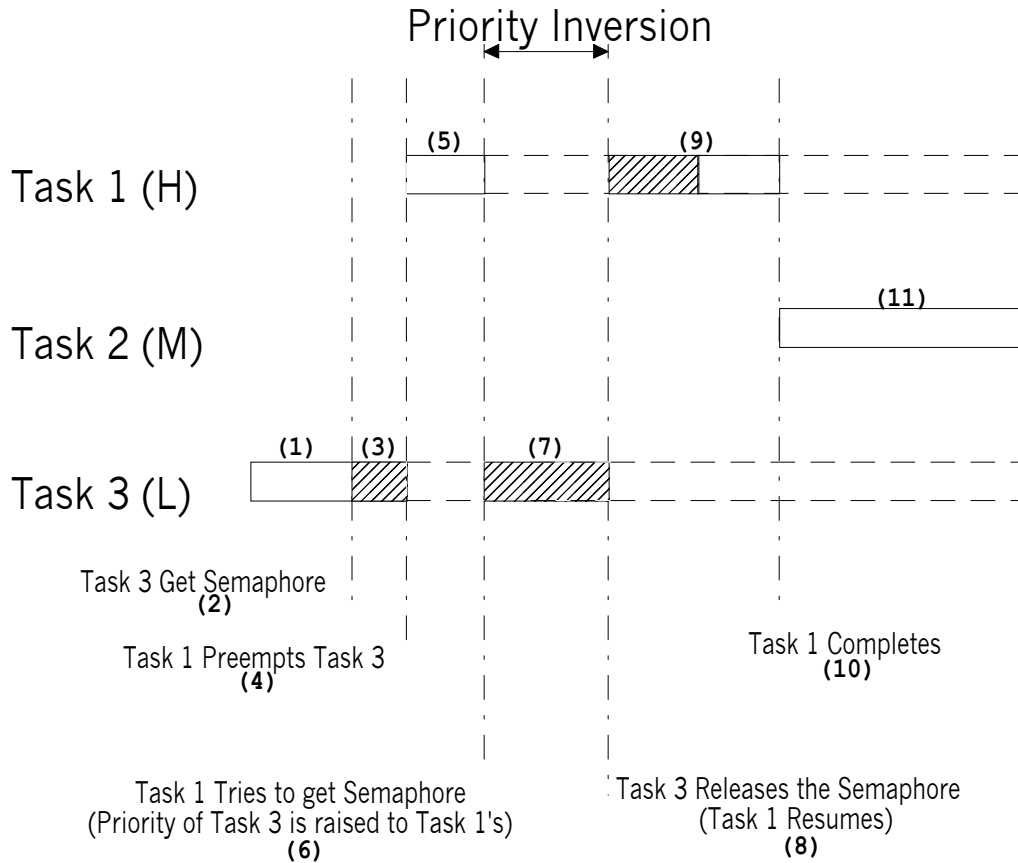 Priority Inversion
(5)
(9)
Task 1 (H)
(11)
Task 2 (M)
(1)
(3)
(7)
Task 3 (L)
Task 3 Get Semaphore
(2)
Task 1 Preempts Task 3
(4)
Task 1 Completes
(10)
Task 1 Tries to get Semaphore
(Priority of Task 3 is raised to Task 1's)
(6)
Task 3 Releases the Semaphore
(Task 1 Resumes)
(8)